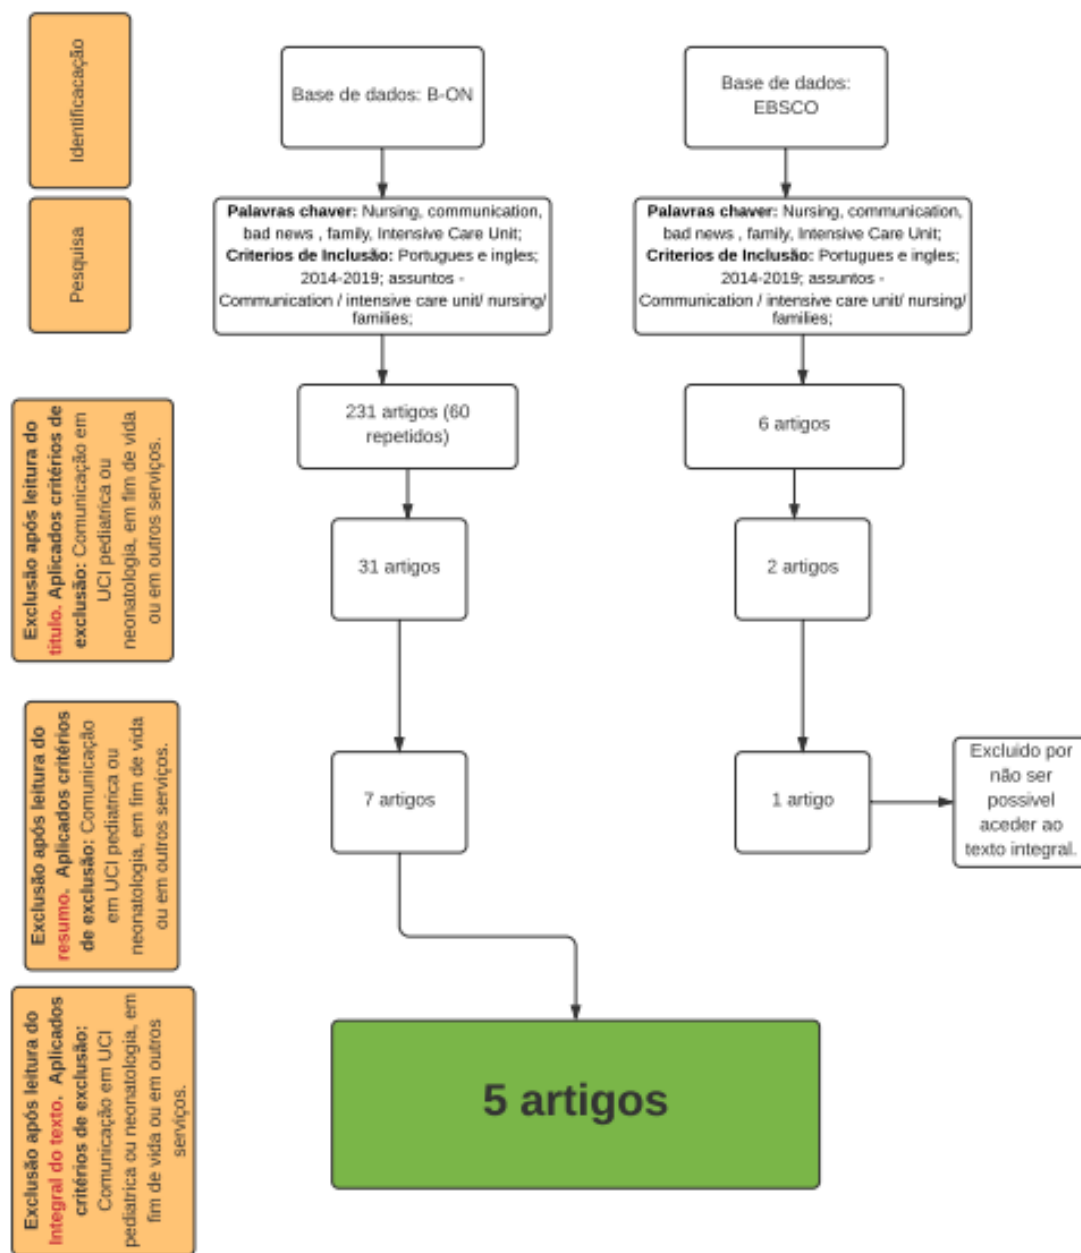 Identificacação
Base de dados: B-ON
Base de dados:
EBSCO
Pesquisa
Palavras chaver: Nursing, communication,
bad news , family, Intensive Care Unit;
Criterios de Inclusão: Portugues e ingles;
2014-2019; assuntos -
Communication / intensive care unit/ nursing/
families;
Palavras chaver: Nursing, communication,
bad news , family, Intensive Care Unit;
Criterios de Inclusão: Portugues e ingles;
2014-2019; assuntos -
Communication / intensive care unit/ nursing/
families;
231 artigos (60
repetidos)
6 artigos
Exclusão após leitura do
titulo. Aplicados critérios de
exclusão: Comunicação em
UCI pediatrica ou
neonatologia, em fim de vida
ou em outros serviços.
31 artigos
2 artigos
Exclusão após leitura do
resumo. Aplicados critérios
de exclusão: Comunicação
em UCI pediatrica ou
neonatologia, em fim de vida
ou em outros serviços.
7 artigos
1 artigo
Excluido por
não ser
possivel
aceder ao
texto integral.
Exclusão após leitura do
Integral do texto. Aplicados
critérios de exclusão:
Comunicação em UCI
pediatrica ou neonatologia, em
fim de vida ou em outros
serviços.
5 artigos